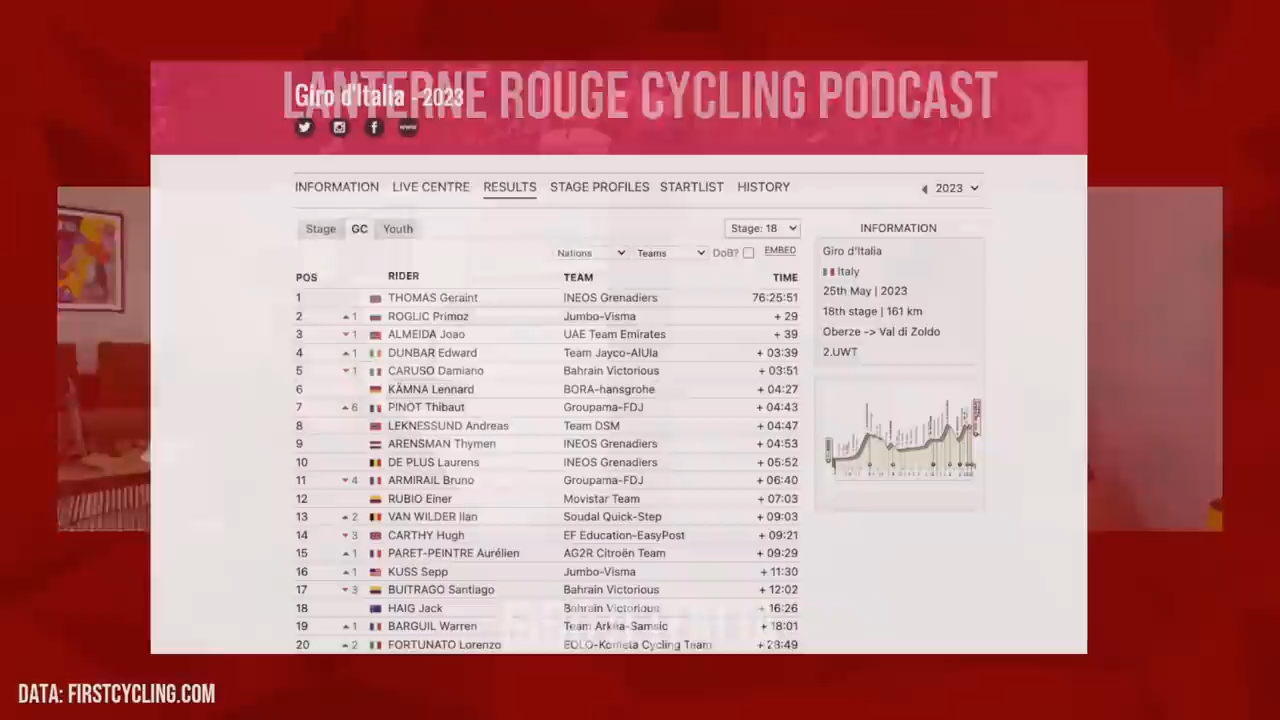 LANTERNE ROUGE CYCLING PODCAST
Giro d'Italia - 2023
INFORMATION LIVE CENTRE RESULTS STAGE PROFILES STARTLIST HISTORY 2023
Stage GC Youth Stage: 18
Nations Teams DoB? EMBED
POS RIDER TEAM TIME
1 THOMAS Geraint INEOS Grenadiers 76:25:51
2 1 ROGLIC Primoz Jumbo-Visma + 29
3 1 ALMEIDA Joao UAE Team Emirates + 39
4 1 DUNBAR Edward Team Jayco-AlUla + 03:39
5 1 CARUSO Damiano Bahrain Victorious + 03:51
6 KÄMNA Lennard BORA-hansgrohe + 04:27
7 6 PINOT Thibaut Groupama-FDJ + 04:43
8 LEKNESSUND Andreas Team DSM + 04:47
9 ARENSMAN Thymen INEOS Grenadiers + 04:53
10 DE PLUS Laurens INEOS Grenadiers + 05:52
11 4 ARMIRAIL Bruno Groupama-FDJ + 06:40
12 RUBIO Einer Movistar Team + 07:03
13 2 VAN WILDER Ilan Soudal Quick-Step + 09:03
14 3 CARTHY Hugh EF Education-EasyPost + 09:21
15 1 PARET-PEINTRE Aurélien AG2R Citroën Team + 09:29
16 1 KUSS Sepp Jumbo-Visma + 11:30
17 3 BUITRAGO Santiago Bahrain Victorious + 12:02
18 HAIG Jack Bahrain Victorious + 16:26
19 1 BARGUIL Warren Team Arkéa-Samsic + 18:01
20 2 FORTUNATO Lorenzo EOLO-Kometa Cycling Team + 28:49
INFORMATION
Giro d'Italia
Italy
25th May | 2023
18th stage | 161 km
Oberze -> Val di Zoldo
2.UWT
DATA: FIRSTCYCLING.COM